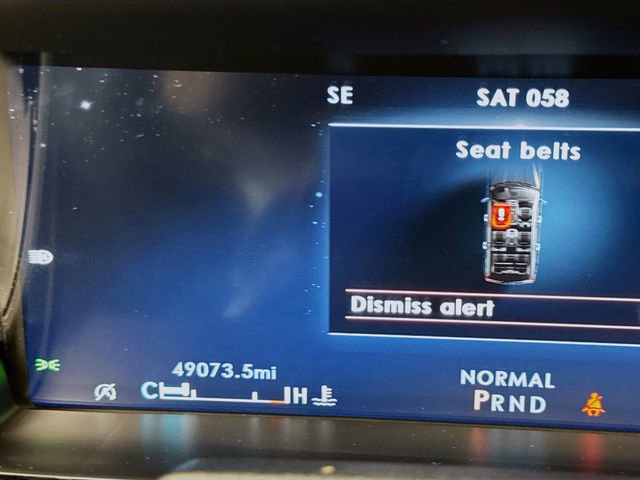 SE SAT 058
Seat belts
Dismiss alert
49073.5mi
C H
NORMAL
PRND